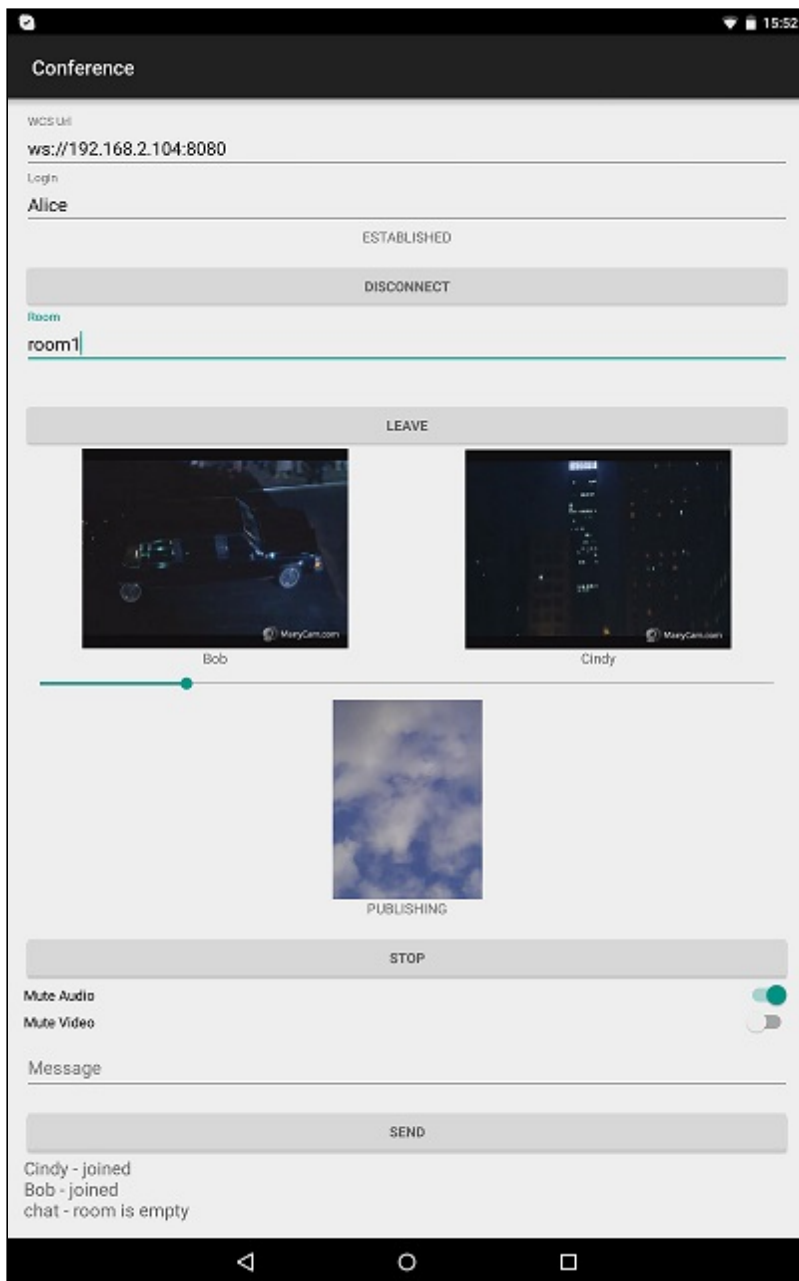 15:52
Conference
WCS Url
ws://192.168.2.104:8080
Login
Alice
ESTABLISHED
DISCONNECT
Room
room1
LEAVE
ManyCam.com
ManyCam.com
Bob
Cindy
PUBLISHING
STOP
Mute Audio
Mute Video
Message
SEND
Cindy - joined
Bob - joined
chat - room is empty